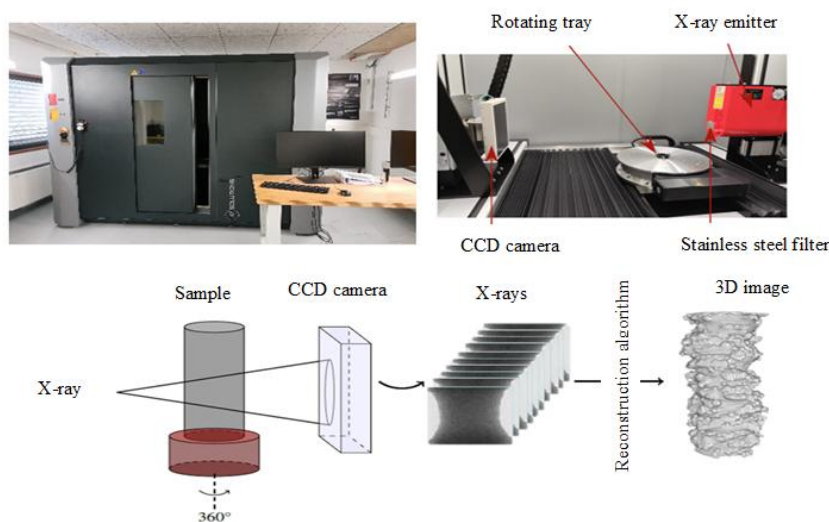 Rotating tray
X-ray emitter
CCD camera
Stainless steel filter
Sample
CCD camera
X-rays
Reconstruction algorithm
3D image
X-ray
360°